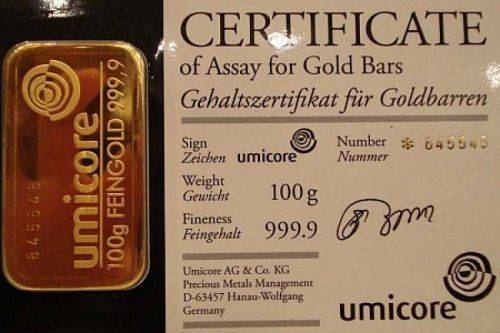 umicore
100g FEINGOLD 999,9
845545
CERTIFICATE
of Assay for Gold Bars
Gehaltszertifikat für Goldbarren
Sign
Zeichen
umicore
Number
Nummer
* 845545
Weight
Gewicht
100 g
Fineness
Feingehalt
999.9
Umicore AG & Co. KG
Precious Metals Management
D-63457 Hanau-Wolfgang
Germany
umicore